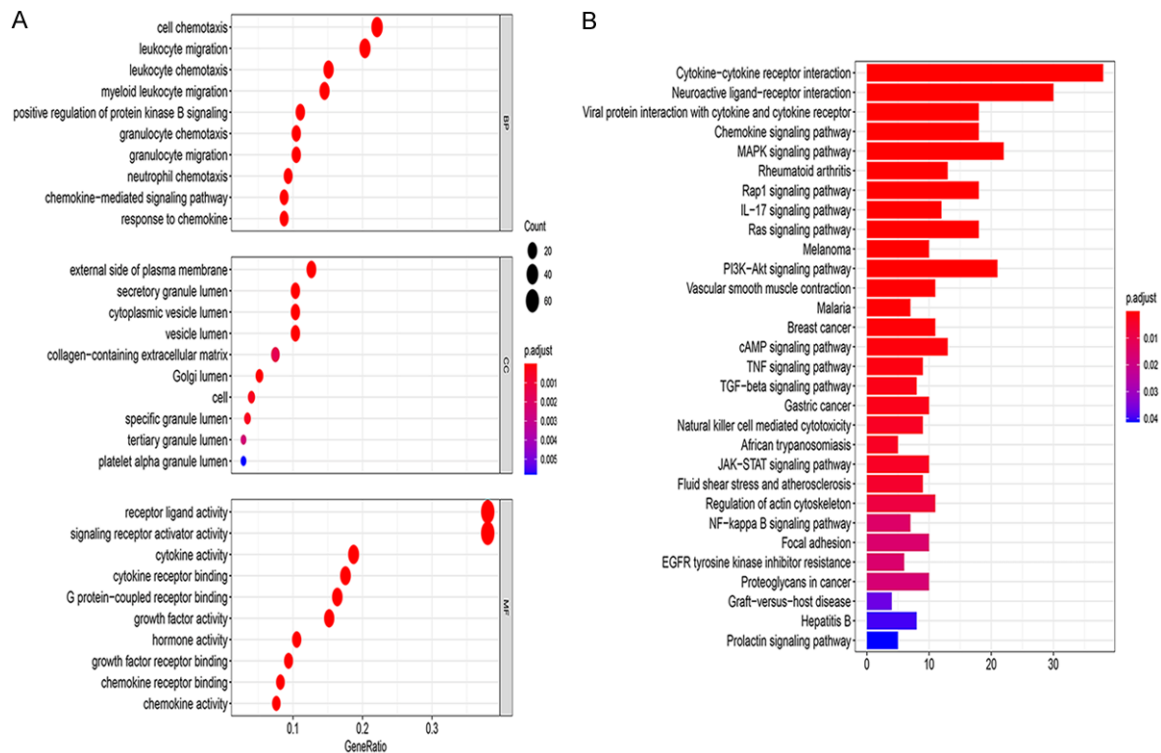 A
cell chemotaxis
leukocyte migration
leukocyte chemotaxis
myeloid leukocyte migration
positive regulation of protein kinase B signaling
granulocyte chemotaxis
granulocyte migration
neutrophil chemotaxis
chemokine−mediated signaling pathway
response to chemokine
BP
external side of plasma membrane
secretory granule lumen
cytoplasmic vesicle lumen
vesicle lumen
collagen−containing extracellular matrix
Golgi lumen
cell
specific granule lumen
tertiary granule lumen
platelet alpha granule lumen
CC
receptor ligand activity
signaling receptor activator activity
cytokine activity
cytokine receptor binding
G protein−coupled receptor binding
growth factor activity
hormone activity
growth factor receptor binding
chemokine receptor binding
chemokine activity
MF
0.1 0.2 0.3
GeneRatio
Count
20
40
60
p.adjust
0.001
0.002
0.003
0.004
0.005
B
Cytokine−cytokine receptor interaction
Neuroactive ligand−receptor interaction
Viral protein interaction with cytokine and cytokine receptor
Chemokine signaling pathway
MAPK signaling pathway
Rheumatoid arthritis
Rap1 signaling pathway
IL−17 signaling pathway
Ras signaling pathway
Melanoma
PI3K−Akt signaling pathway
Vascular smooth muscle contraction
Malaria
Breast cancer
cAMP signaling pathway
TNF signaling pathway
TGF−beta signaling pathway
Gastric cancer
Natural killer cell mediated cytotoxicity
African trypanosomiasis
JAK−STAT signaling pathway
Fluid shear stress and atherosclerosis
Regulation of actin cytoskeleton
NF−kappa B signaling pathway
Focal adhesion
EGFR tyrosine kinase inhibitor resistance
Proteoglycans in cancer
Graft−versus−host disease
Hepatitis B
Prolactin signaling pathway
0 10 20 30
p.adjust
0.01
0.02
0.03
0.04